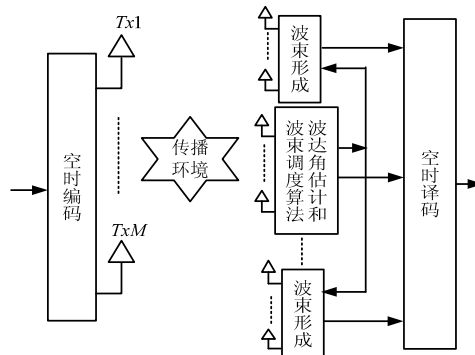 Tx1
TxM
空时编码
传播
环境
波束形成
波达角估计和
波束调度算法
波束形成
空时译码